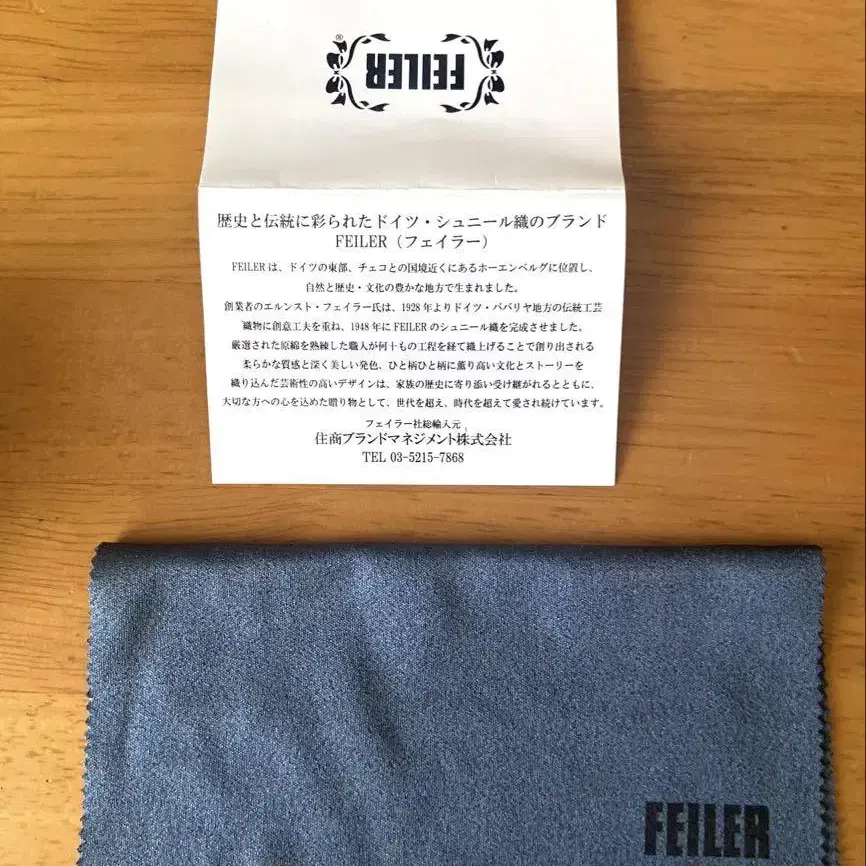 FEILER
®
歴史と伝統に彩られたドイツ・シュニール織のブランド
FEILER（フェイラー）
FEILERは、ドイツの東部、チェコとの国境近くにあるホーエンベルグに位置し、
自然と歴史・文化の豊かな地方で生まれました。
創業者のエルンスト・フェイラー氏は、1928年よりドイツ・ババリヤ地方の伝統工芸
織物に創意工夫を重ね、1948年にFEILERのシュニール織を完成させました。
厳選された原綿を熟練した職人が何十もの工程を経て織上げることで創り出される
柔らかな質感と深く美しい発色、ひと柄ひと柄に薫り高い文化とストーリーを
織り込んだ芸術性の高いデザインは、家族の歴史に寄り添い受け継がれるとともに、
大切な方への心を込めた贈り物として、世代を超え、時代を超えて愛され続けています。
フェイラー社総輸入元
住商ブランドマネジメント株式会社
TEL 03-5215-7868
FEILER